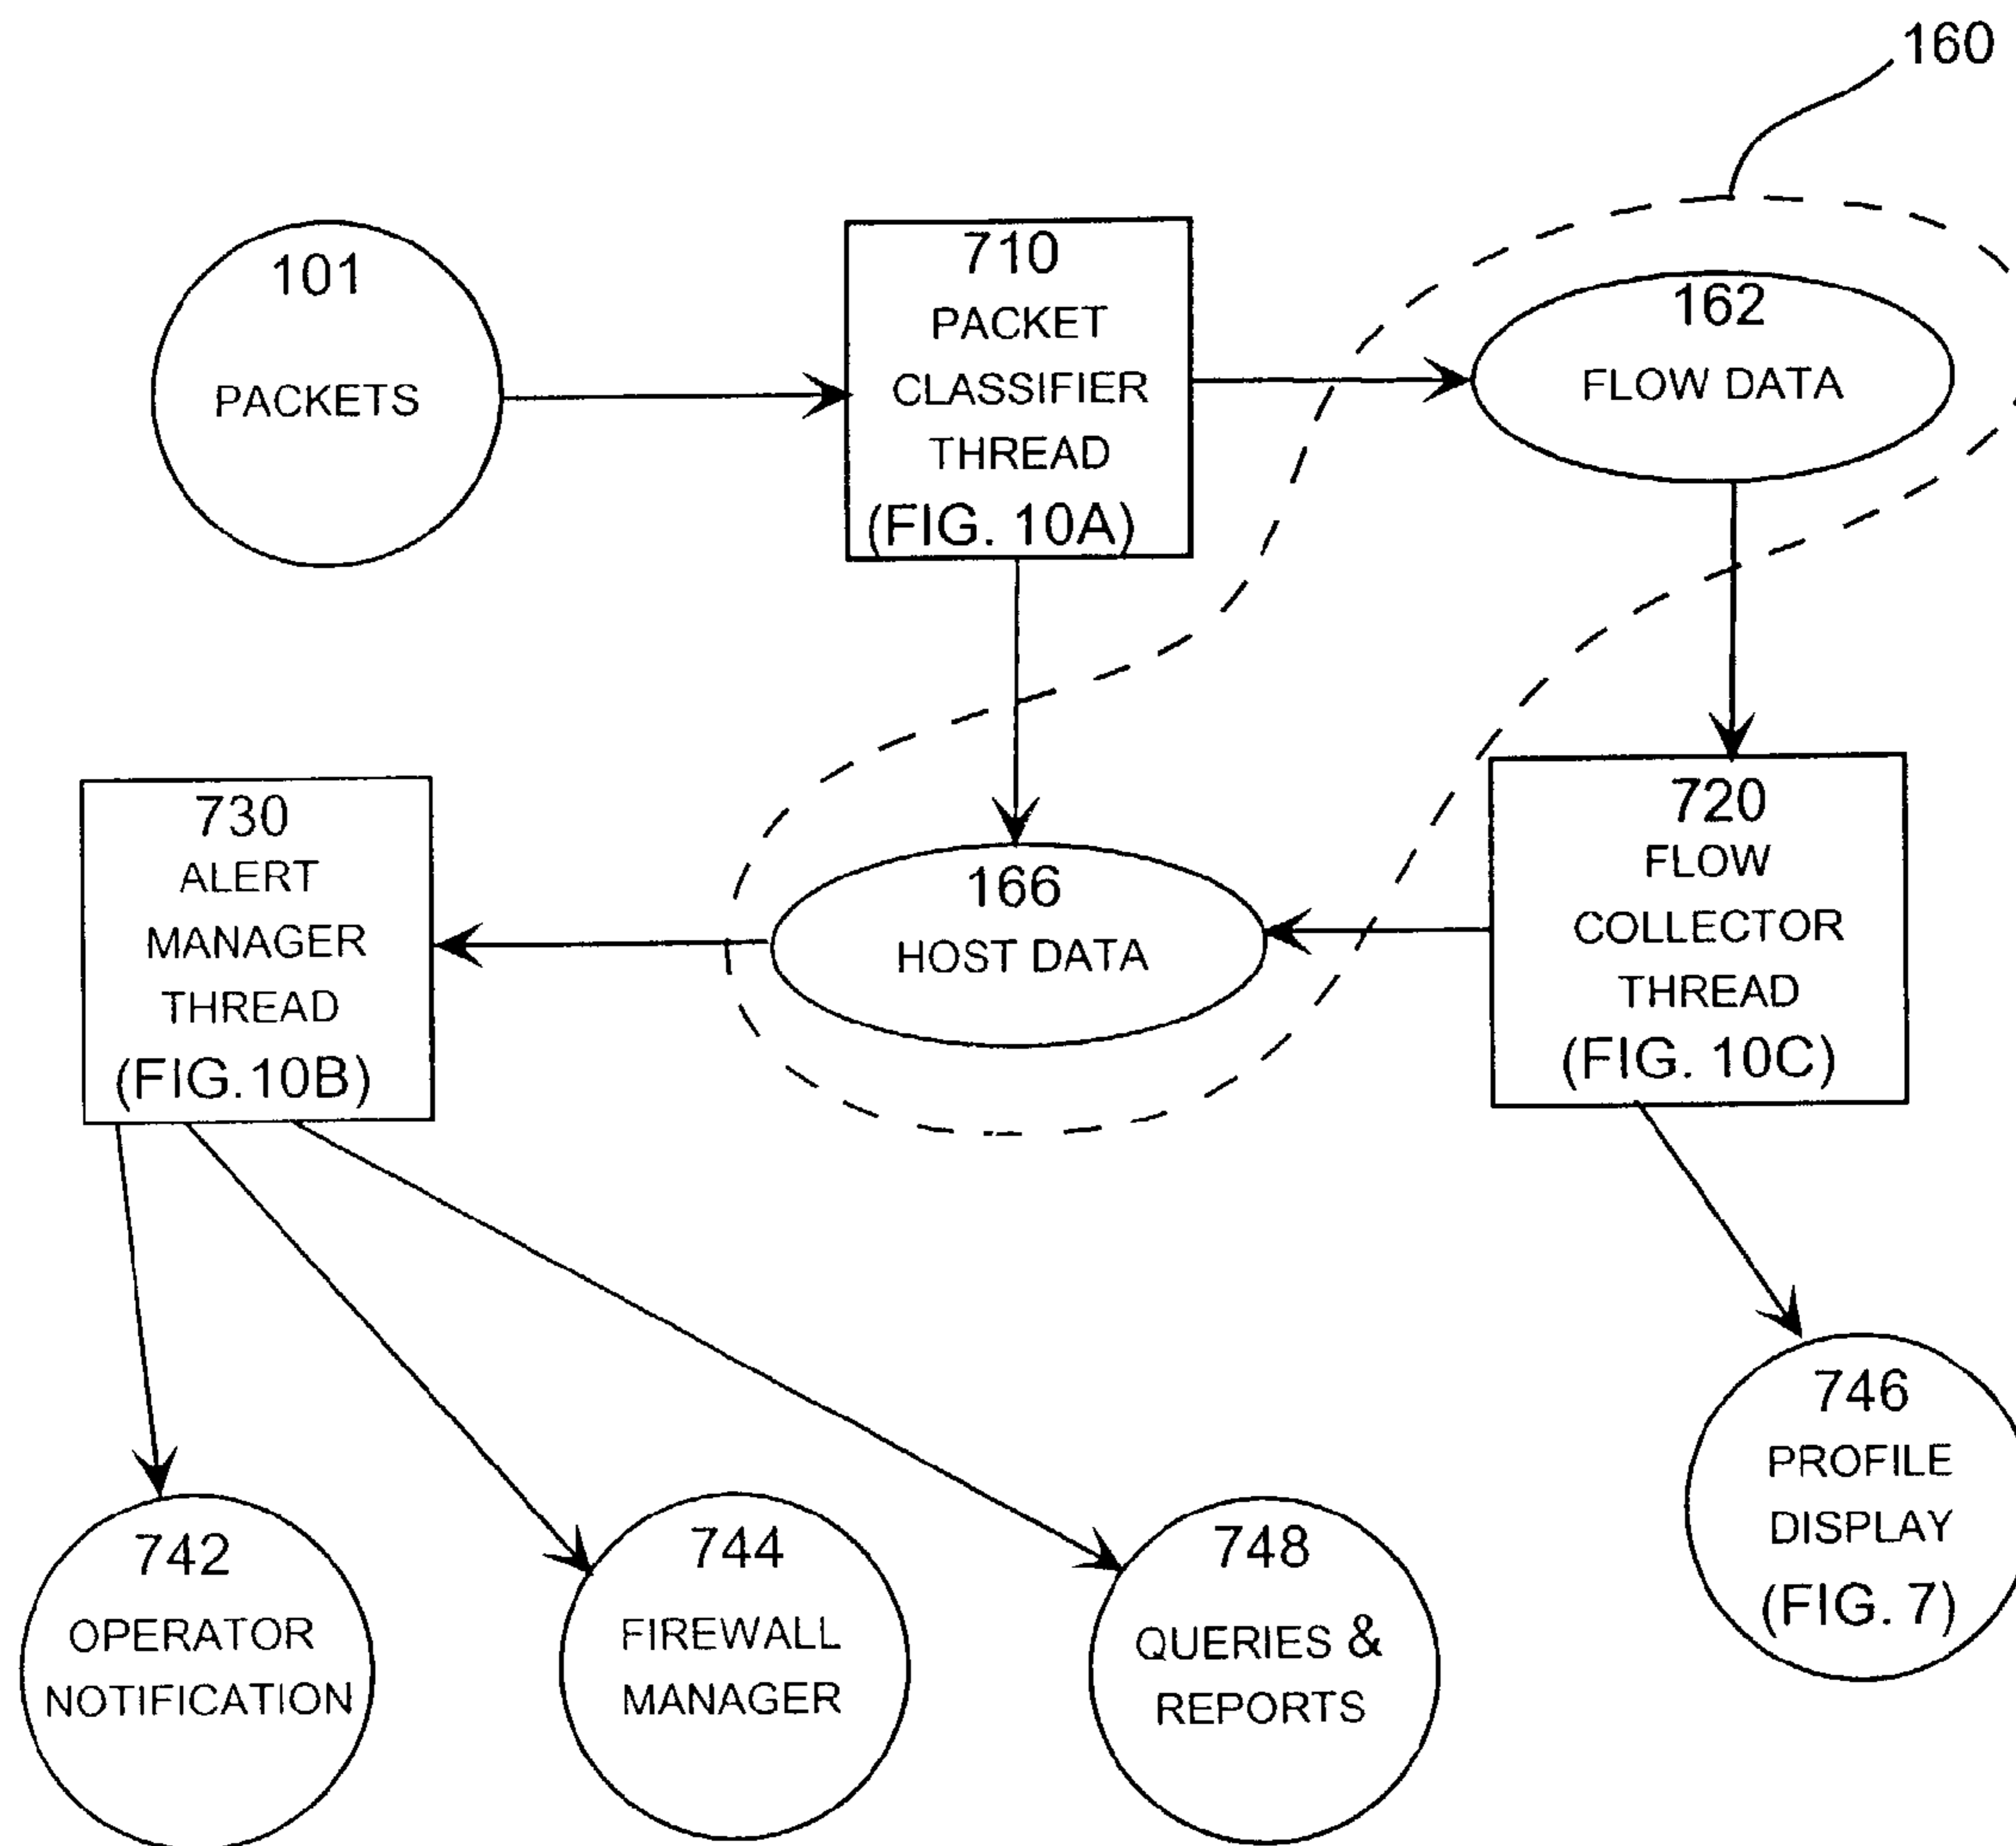 160
101
PACKETS
710
PACKET
CLASSIFIER
THREAD
(FIG. 10A)
162
FLOW DATA
730
ALERT
MANAGER
THREAD
(FIG.10B)
166
HOST DATA
720
FLOW
COLLECTOR
THREAD
(FIG. 10C)
742
OPERATOR
NOTIFICATION
744
FIREWALL
MANAGER
748
QUERIES &
REPORTS
746
PROFILE
DISPLAY
(FIG. 7)